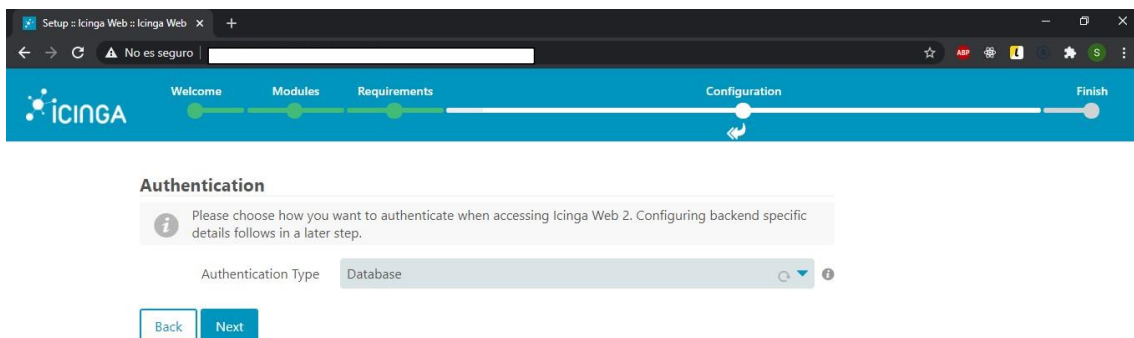 Setup :: Icinga Web :: Icinga Web
No es seguro
ABP
S
icinga
Welcome
Modules
Requirements
Configuration
Finish
Authentication
Please choose how you want to authenticate when accessing Icinga Web 2. Configuring backend specific
details follows in a later step.
Authentication Type
Database
Back
Next